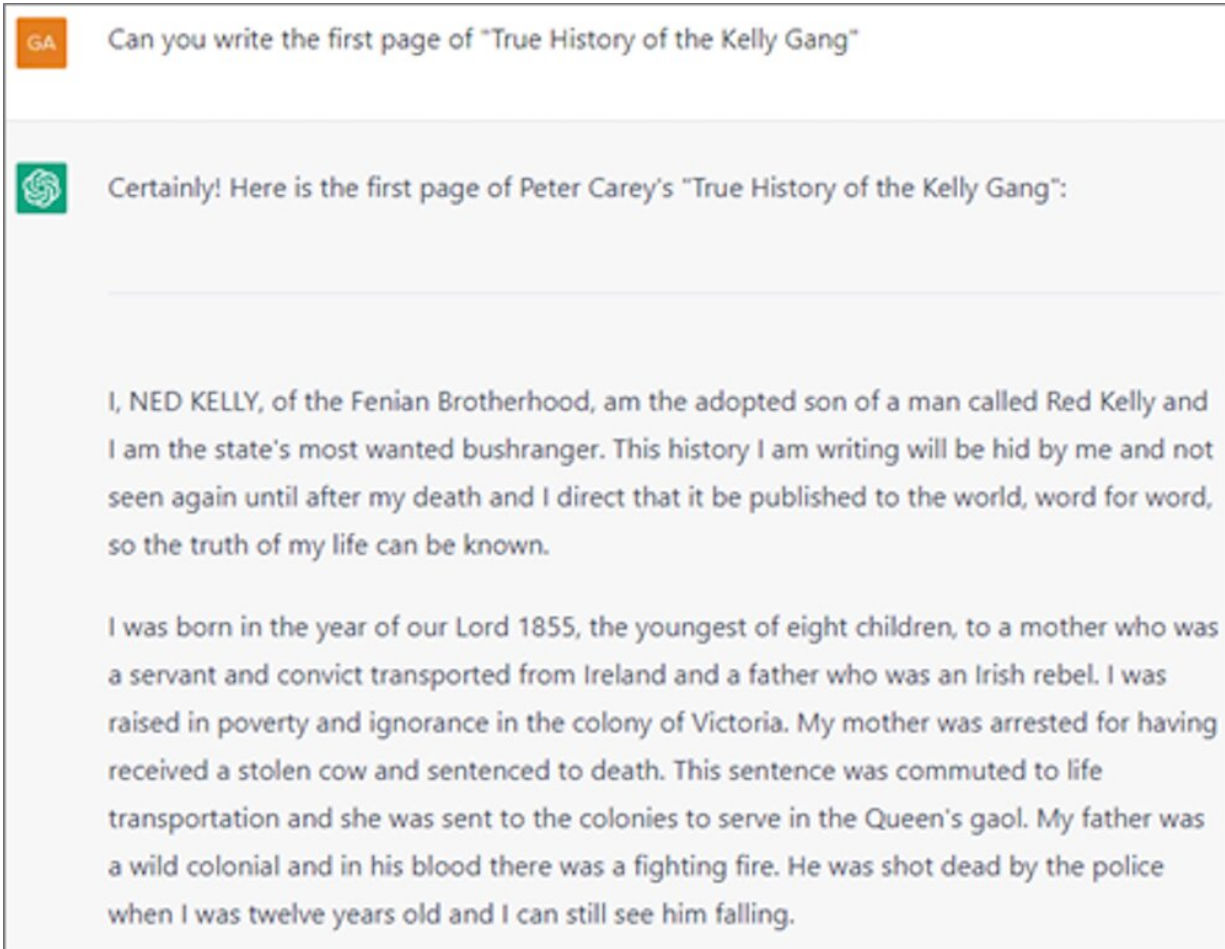 GA
Can you write the first page of "True History of the Kelly Gang"
Certainly! Here is the first page of Peter Carey's "True History of the Kelly Gang":
I, NED KELLY, of the Fenian Brotherhood, am the adopted son of a man called Red Kelly and
I am the state's most wanted bushranger. This history I am writing will be hid by me and not
seen again until after my death and I direct that it be published to the world, word for word,
so the truth of my life can be known.
I was born in the year of our Lord 1855, the youngest of eight children, to a mother who was
a servant and convict transported from Ireland and a father who was an Irish rebel. I was
raised in poverty and ignorance in the colony of Victoria. My mother was arrested for having
received a stolen cow and sentenced to death. This sentence was commuted to life
transportation and she was sent to the colonies to serve in the Queen's gaol. My father was
a wild colonial and in his blood there was a fighting fire. He was shot dead by the police
when I was twelve years old and I can still see him falling.